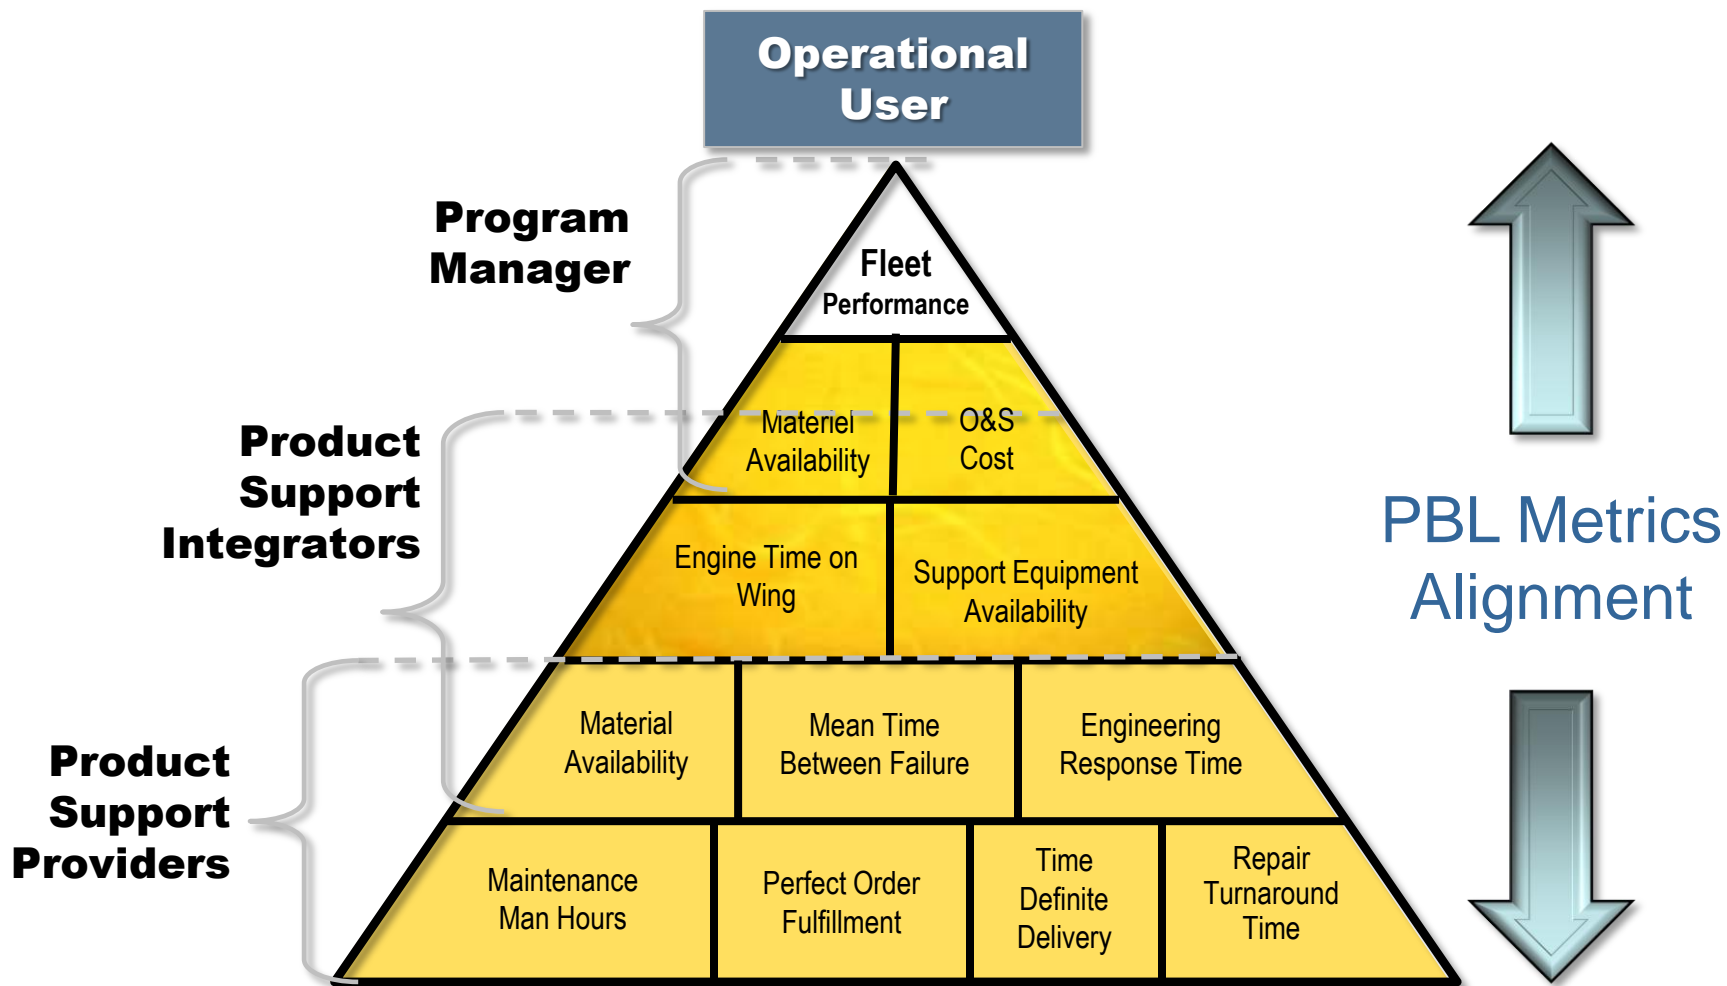 Operational
User
Program
Manager
Fleet
Performance
Product
Support
Integrators
Materiel
Availability
O&S
Cost
Engine Time on
Wing
Support Equipment
Availability
PBL Metrics
Alignment
Product
Support
Providers
Material
Availability
Mean Time
Between Failure
Engineering
Response Time
Maintenance
Man Hours
Perfect Order
Fulfillment
Time
Definite
Delivery
Repair
Turnaround
Time